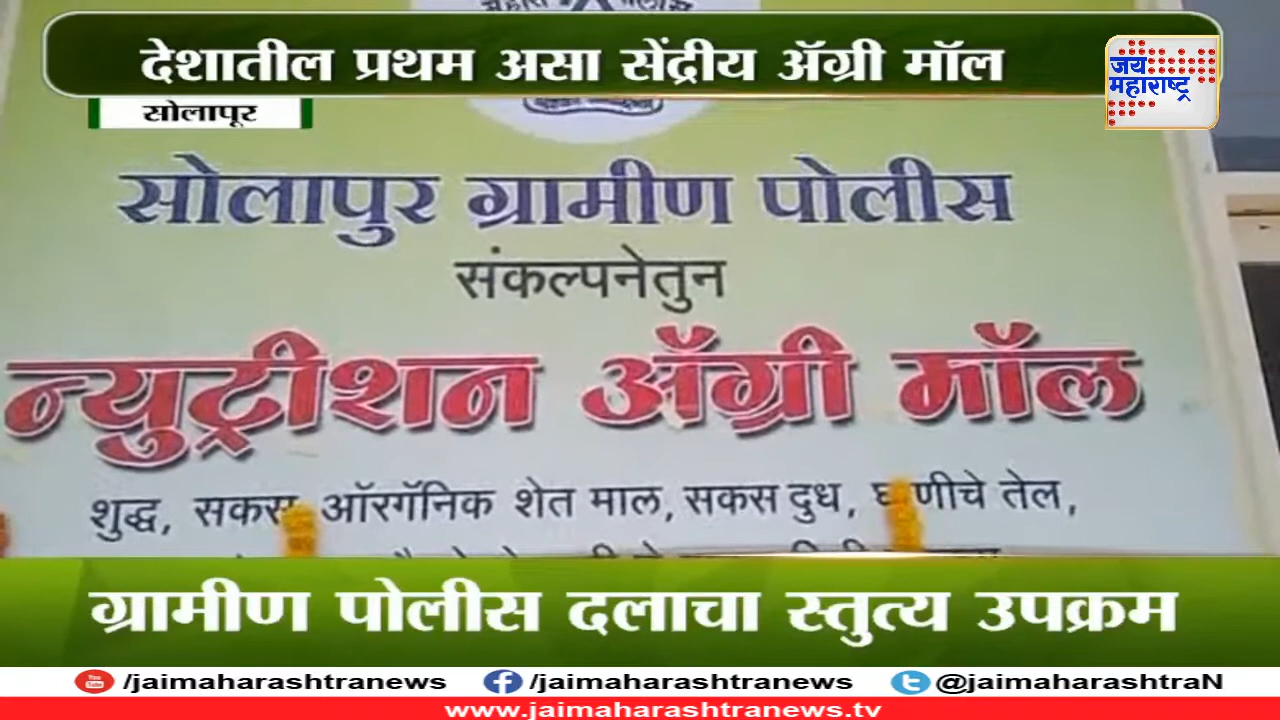 देशातील प्रथम असा सेंद्रीय ॲग्री मॉल
जय
महाराष्ट्र
सोलापूर
सोलापुर ग्रामीण पोलीस
संकल्पनेतुन
न्युट्रीशन ॲग्री मॉल
शुद्ध, सकस ऑरगॅनिक शेत माल, सकस दुध, घाणीचे तेल,
ग्रामीण पोलीस दलाचा स्तुत्य उपक्रम
/jaimaharashtranews /jaimaharashtranews @jaimaharashtraN
www.jaimaharashtranews.tv